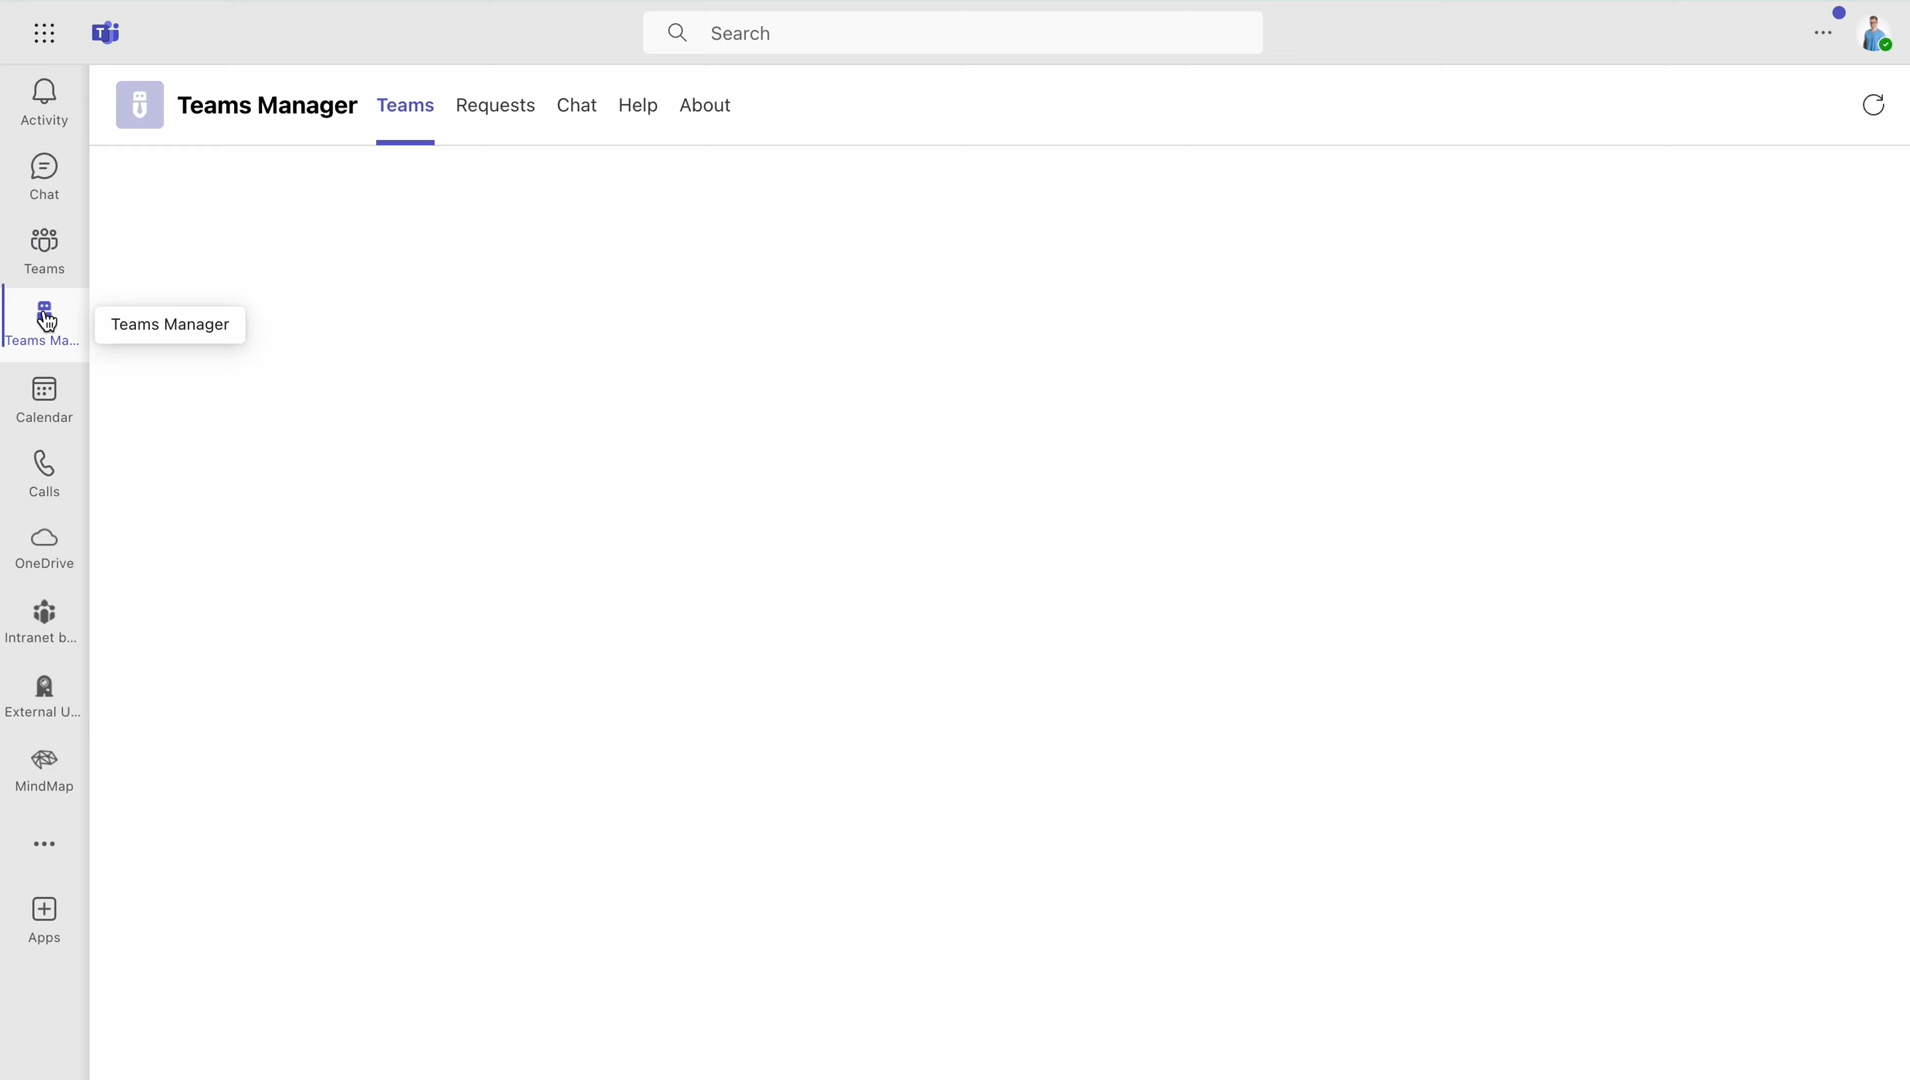 Search
Activity
Chat
Teams
Teams Ma...
Calendar
Calls
OneDrive
Intranet b...
External U...
MindMap
Apps
Teams Manager Teams Requests Chat Help About
Teams Manager